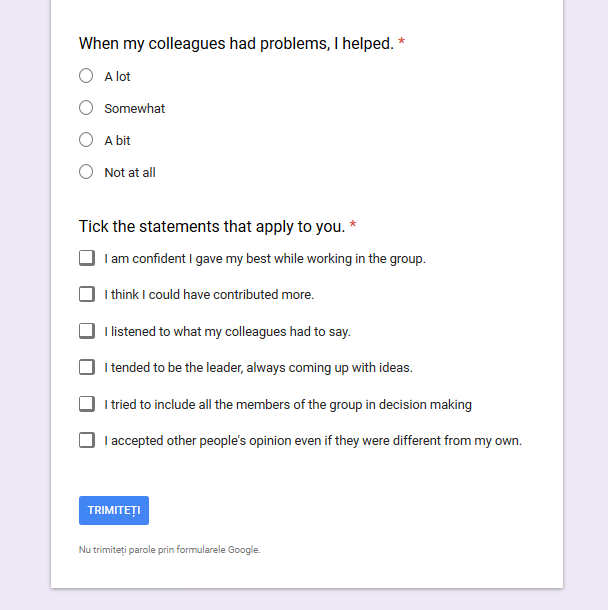 When my colleagues had problems, I helped. *
A lot
Somewhat
A bit
Not at all
Tick the statements that apply to you. *
I am confident I gave my best while working in the group.
I think I could have contributed more.
I listened to what my colleagues had to say.
I tended to be the leader, always coming up with ideas.
I tried to include all the members of the group in decision making
I accepted other people's opinion even if they were different from my own.
TRIMITEȚI
Nu trimiteți parole prin formularele Google.